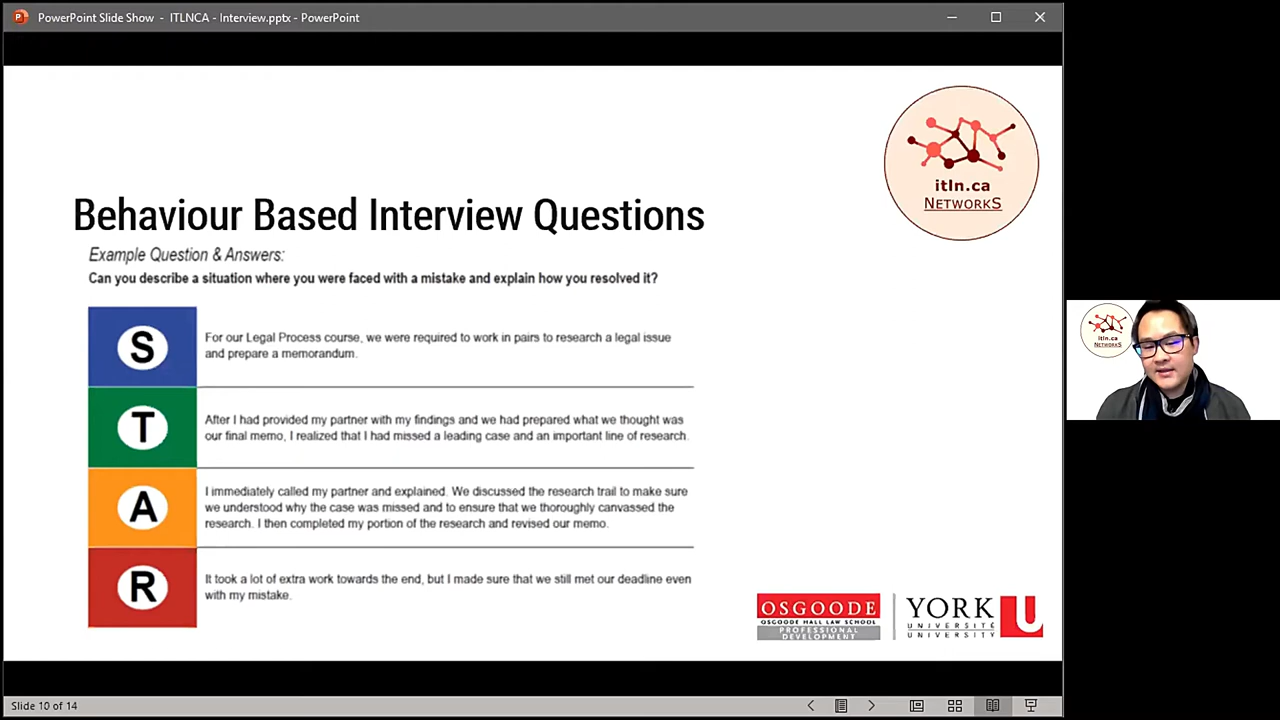 PowerPoint Slide Show - ITLNCA - Interview.pptx - PowerPoint
itln.ca
NETWORKS
Behaviour Based Interview Questions
Example Question & Answers:
Can you describe a situation where you were faced with a mistake and explain how you resolved it?
S
For our Legal Process course, we were required to work in pairs to research a legal issue
and prepare a memorandum.
T
After I had provided my partner with my findings and we had prepared what we thought was
our final memo, I realized that I had missed a leading case and an important line of research.
A
I immediately called my partner and explained. We discussed the research trail to make sure
we understood why the case was missed and to ensure that we thoroughly canvassed the
research. I then completed my portion of the research and revised our memo.
R
It took a lot of extra work towards the end, but I made sure that we still met our deadline even
with my mistake.
OSGOODE
OSGOODE HALL LAW SCHOOL
PROFESSIONAL
DEVELOPMENT
YORK U
UNIVERSITÉ
UNIVERSITY
itln.ca
NETWORKS
Slide 10 of 14